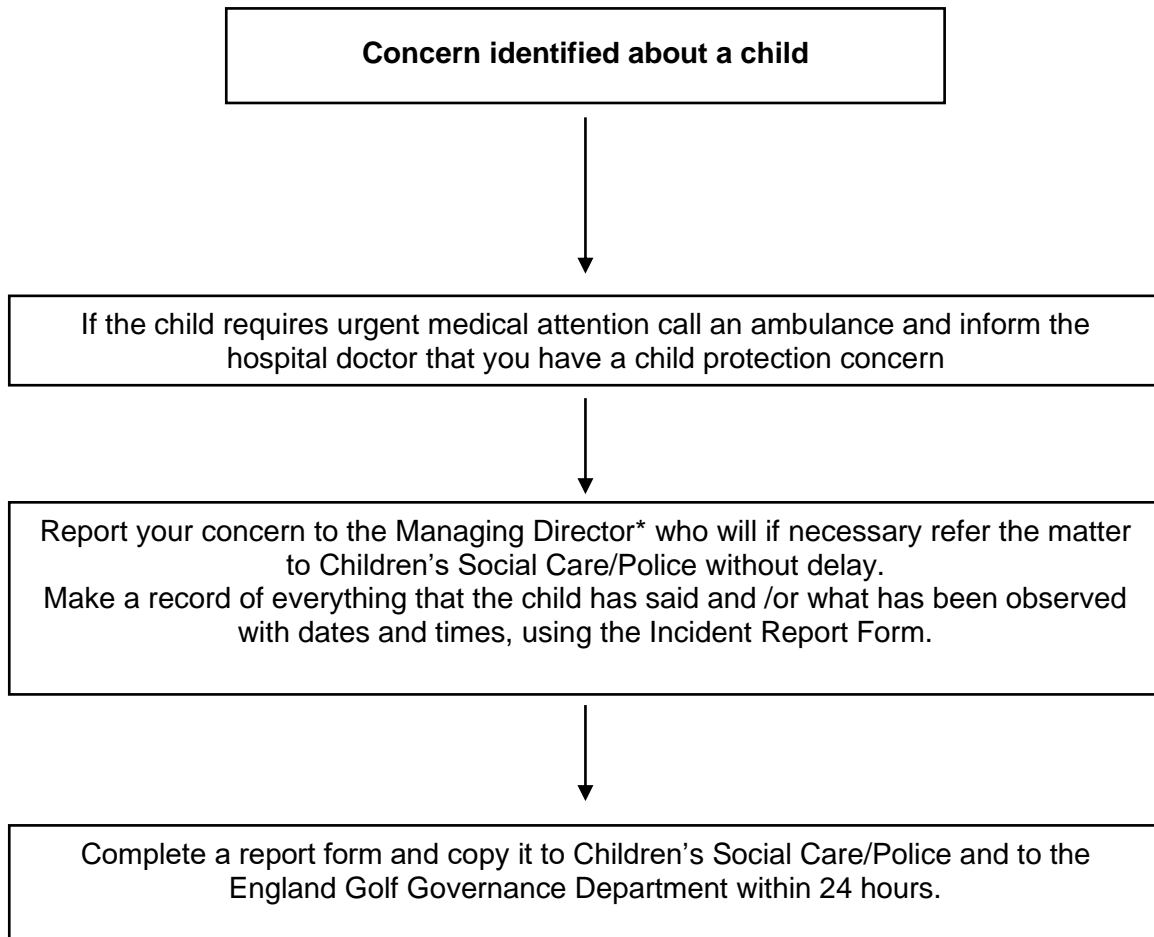 Concern identified about a child
If the child requires urgent medical attention call an ambulance and inform the
hospital doctor that you have a child protection concern
Report your concern to the Managing Director* who will if necessary refer the matter
to Children’s Social Care/Police without delay.
Make a record of everything that the child has said and /or what has been observed
with dates and times, using the Incident Report Form.
Complete a report form and copy it to Children’s Social Care/Police and to the
England Golf Governance Department within 24 hours.